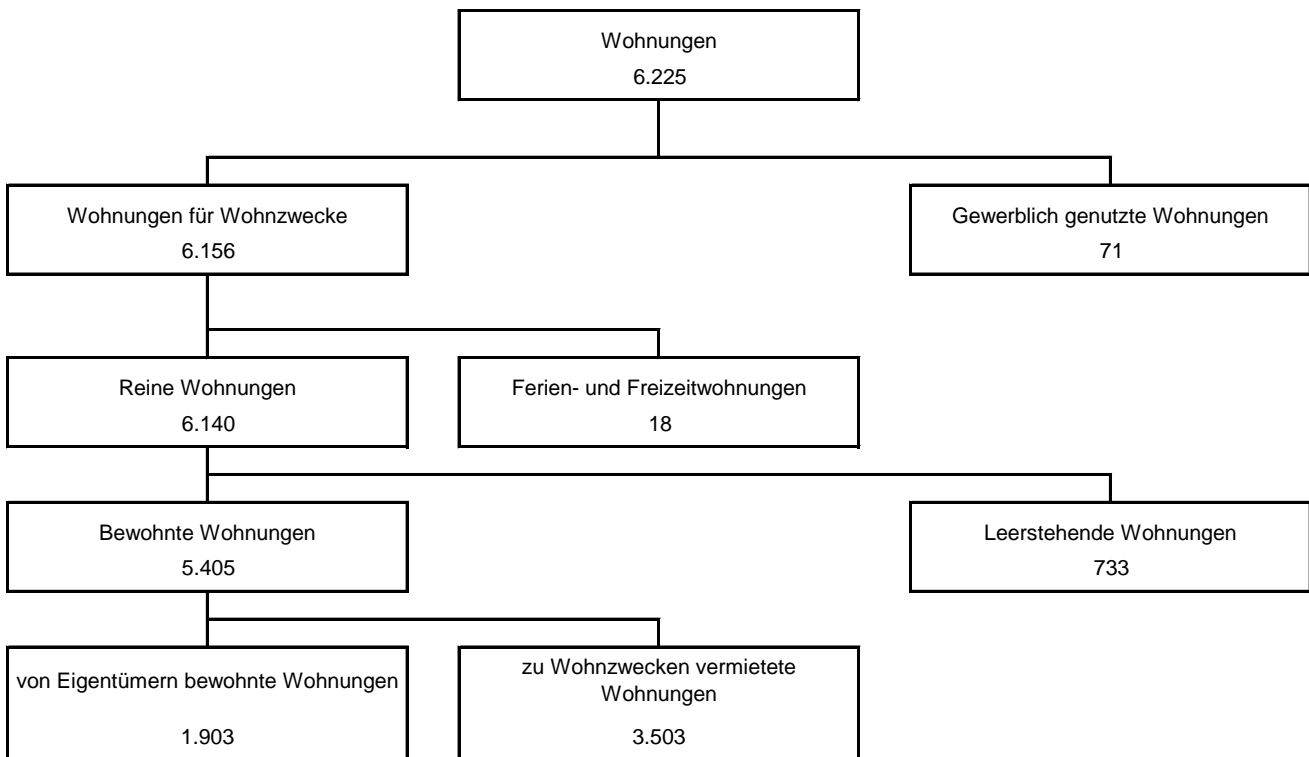 Wohnungen
6.225
Wohnungen für Wohnzwecke
6.156
Gewerblich genutzte Wohnungen
71
Reine Wohnungen
6.140
Ferien- und Freizeitwohnungen
18
Bewohnte Wohnungen
5.405
Leerstehende Wohnungen
733
von Eigentümern bewohnte Wohnungen
1.903
zu Wohnzwecken vermietete
Wohnungen
3.503